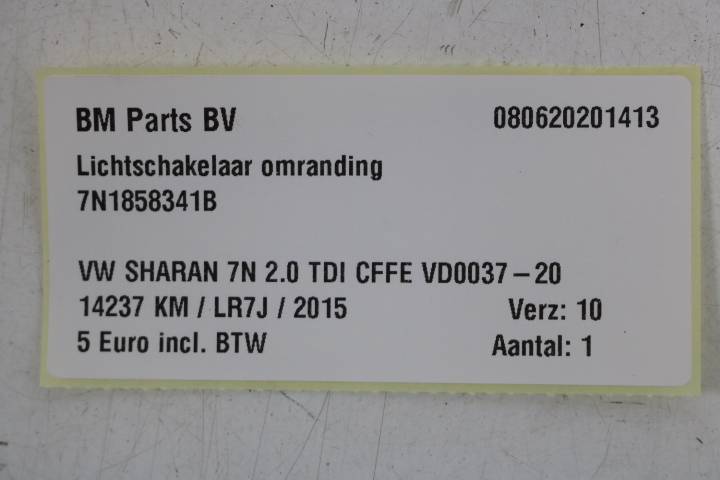 BM Parts BV 080620201413
Lichtschakelaar omranding
7N1858341B
VW SHARAN 7N 2.0 TDI CFFE VD0037-20
14237 KM / LR7J / 2015 Verz: 10
5 Euro incl. BTW Aantal: 1